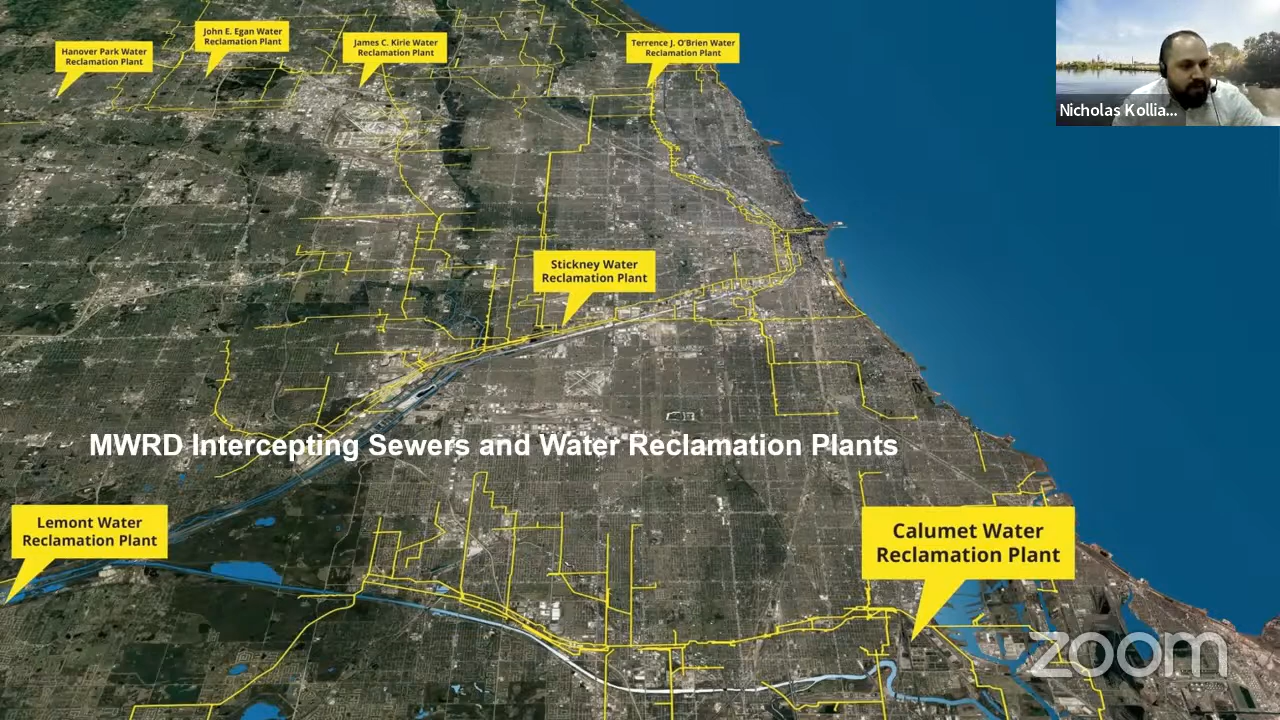 John E. Egan Water
Reclamation Plant
Hanover Park Water
Reclamation Plant
James C. Kirie Water
Reclamation Plant
Terrence J. O'Brien Water
Reclamation Plant
Nicholas Kollia...
Stickney Water
Reclamation Plant
MWRD Intercepting Sewers and Water Reclamation Plants
Lemont Water
Reclamation Plant
Calumet Water
Reclamation Plant
zoom